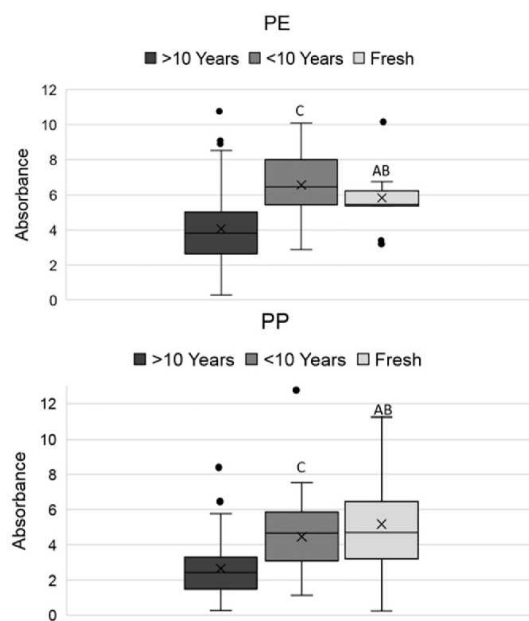 PE
>10 Years <10 Years Fresh
Absorbance
12
10
8
6
4
2
0
C
AB
PP
>10 Years <10 Years Fresh
Absorbance
12
10
8
6
4
2
0
C
AB